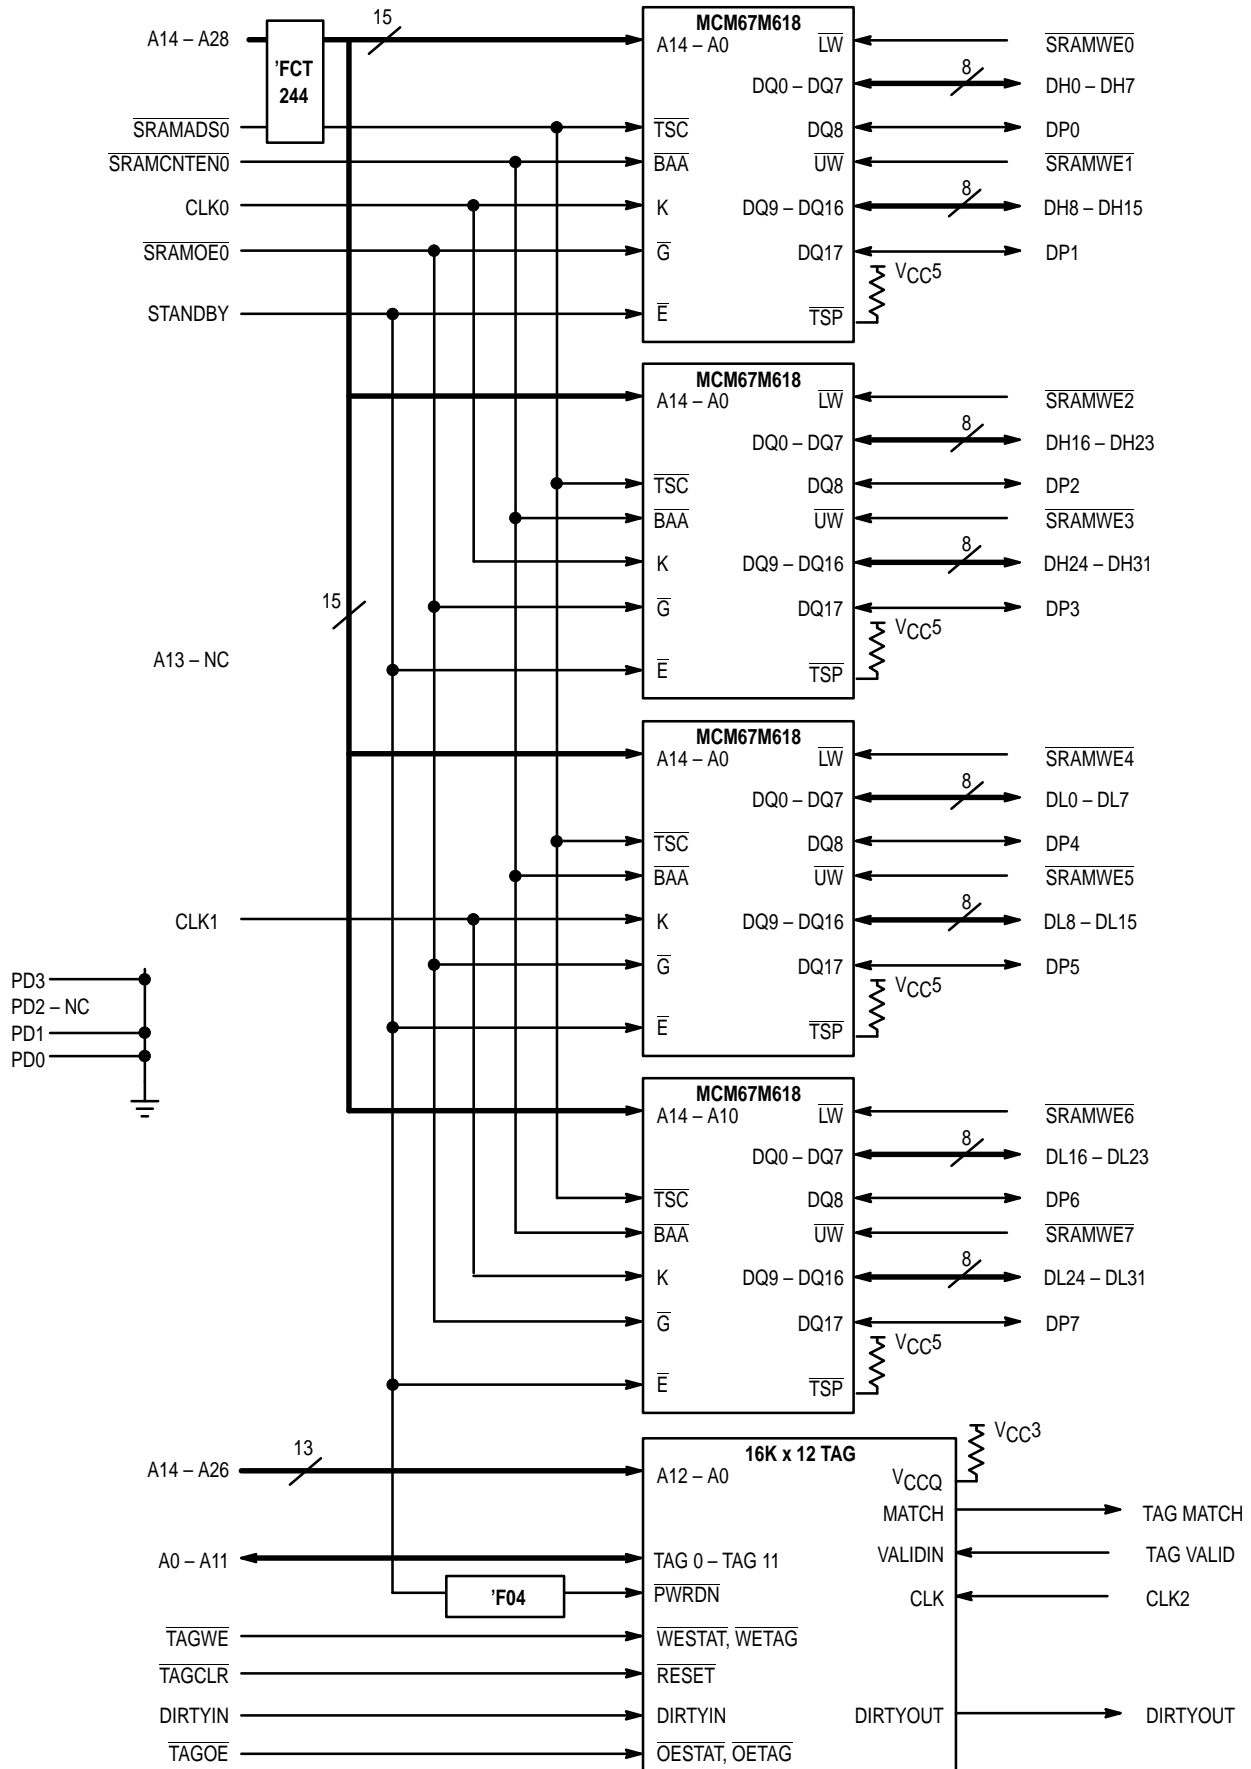 15
MCM67M618
A14 – A28
A14 – A0
LW
SRAMWE0
'FCT
244
DQ0 – DQ7
8
DH0 – DH7
SRAMADS0
TSC
DQ8
DP0
SRAMCNTEN0
BAA
UW
SRAMWE1
CLK0
K
DQ9 – DQ16
8
DH8 – DH15
SRAMOE0
G
DQ17
DP1
VCC5
STANDBY
E
TSP
MCM67M618
A14 – A0
LW
SRAMWE2
DQ0 – DQ7
8
DH16 – DH23
TSC
DQ8
DP2
BAA
UW
SRAMWE3
K
DQ9 – DQ16
8
DH24 – DH31
15
G
DQ17
DP3
VCC5
A13 – NC
E
TSP
MCM67M618
A14 – A0
LW
SRAMWE4
DQ0 – DQ7
8
DL0 – DL7
TSC
DQ8
DP4
BAA
UW
SRAMWE5
CLK1
K
DQ9 – DQ16
8
DL8 – DL15
G
DQ17
DP5
VCC5
PD3
PD2 – NC
PD1
PD0
E
TSP
MCM67M618
A14 – A10
LW
SRAMWE6
DQ0 – DQ7
8
DL16 – DL23
TSC
DQ8
DP6
BAA
UW
SRAMWE7
K
DQ9 – DQ16
8
DL24 – DL31
G
DQ17
DP7
VCC5
E
TSP
16K x 12 TAG
VCC3
A14 – A26
13
A12 – A0
VCCQ
MATCH
TAG MATCH
A0 – A11
TAG 0 – TAG 11
VALIDIN
TAG VALID
'F04
PWRDN
CLK
CLK2
TAGWE
WESTAT, WETAG
TAGCLR
RESET
DIRTYIN
DIRTYIN
DIRTYOUT
DIRTYOUT
TAGOE
OESTAT, OETAG